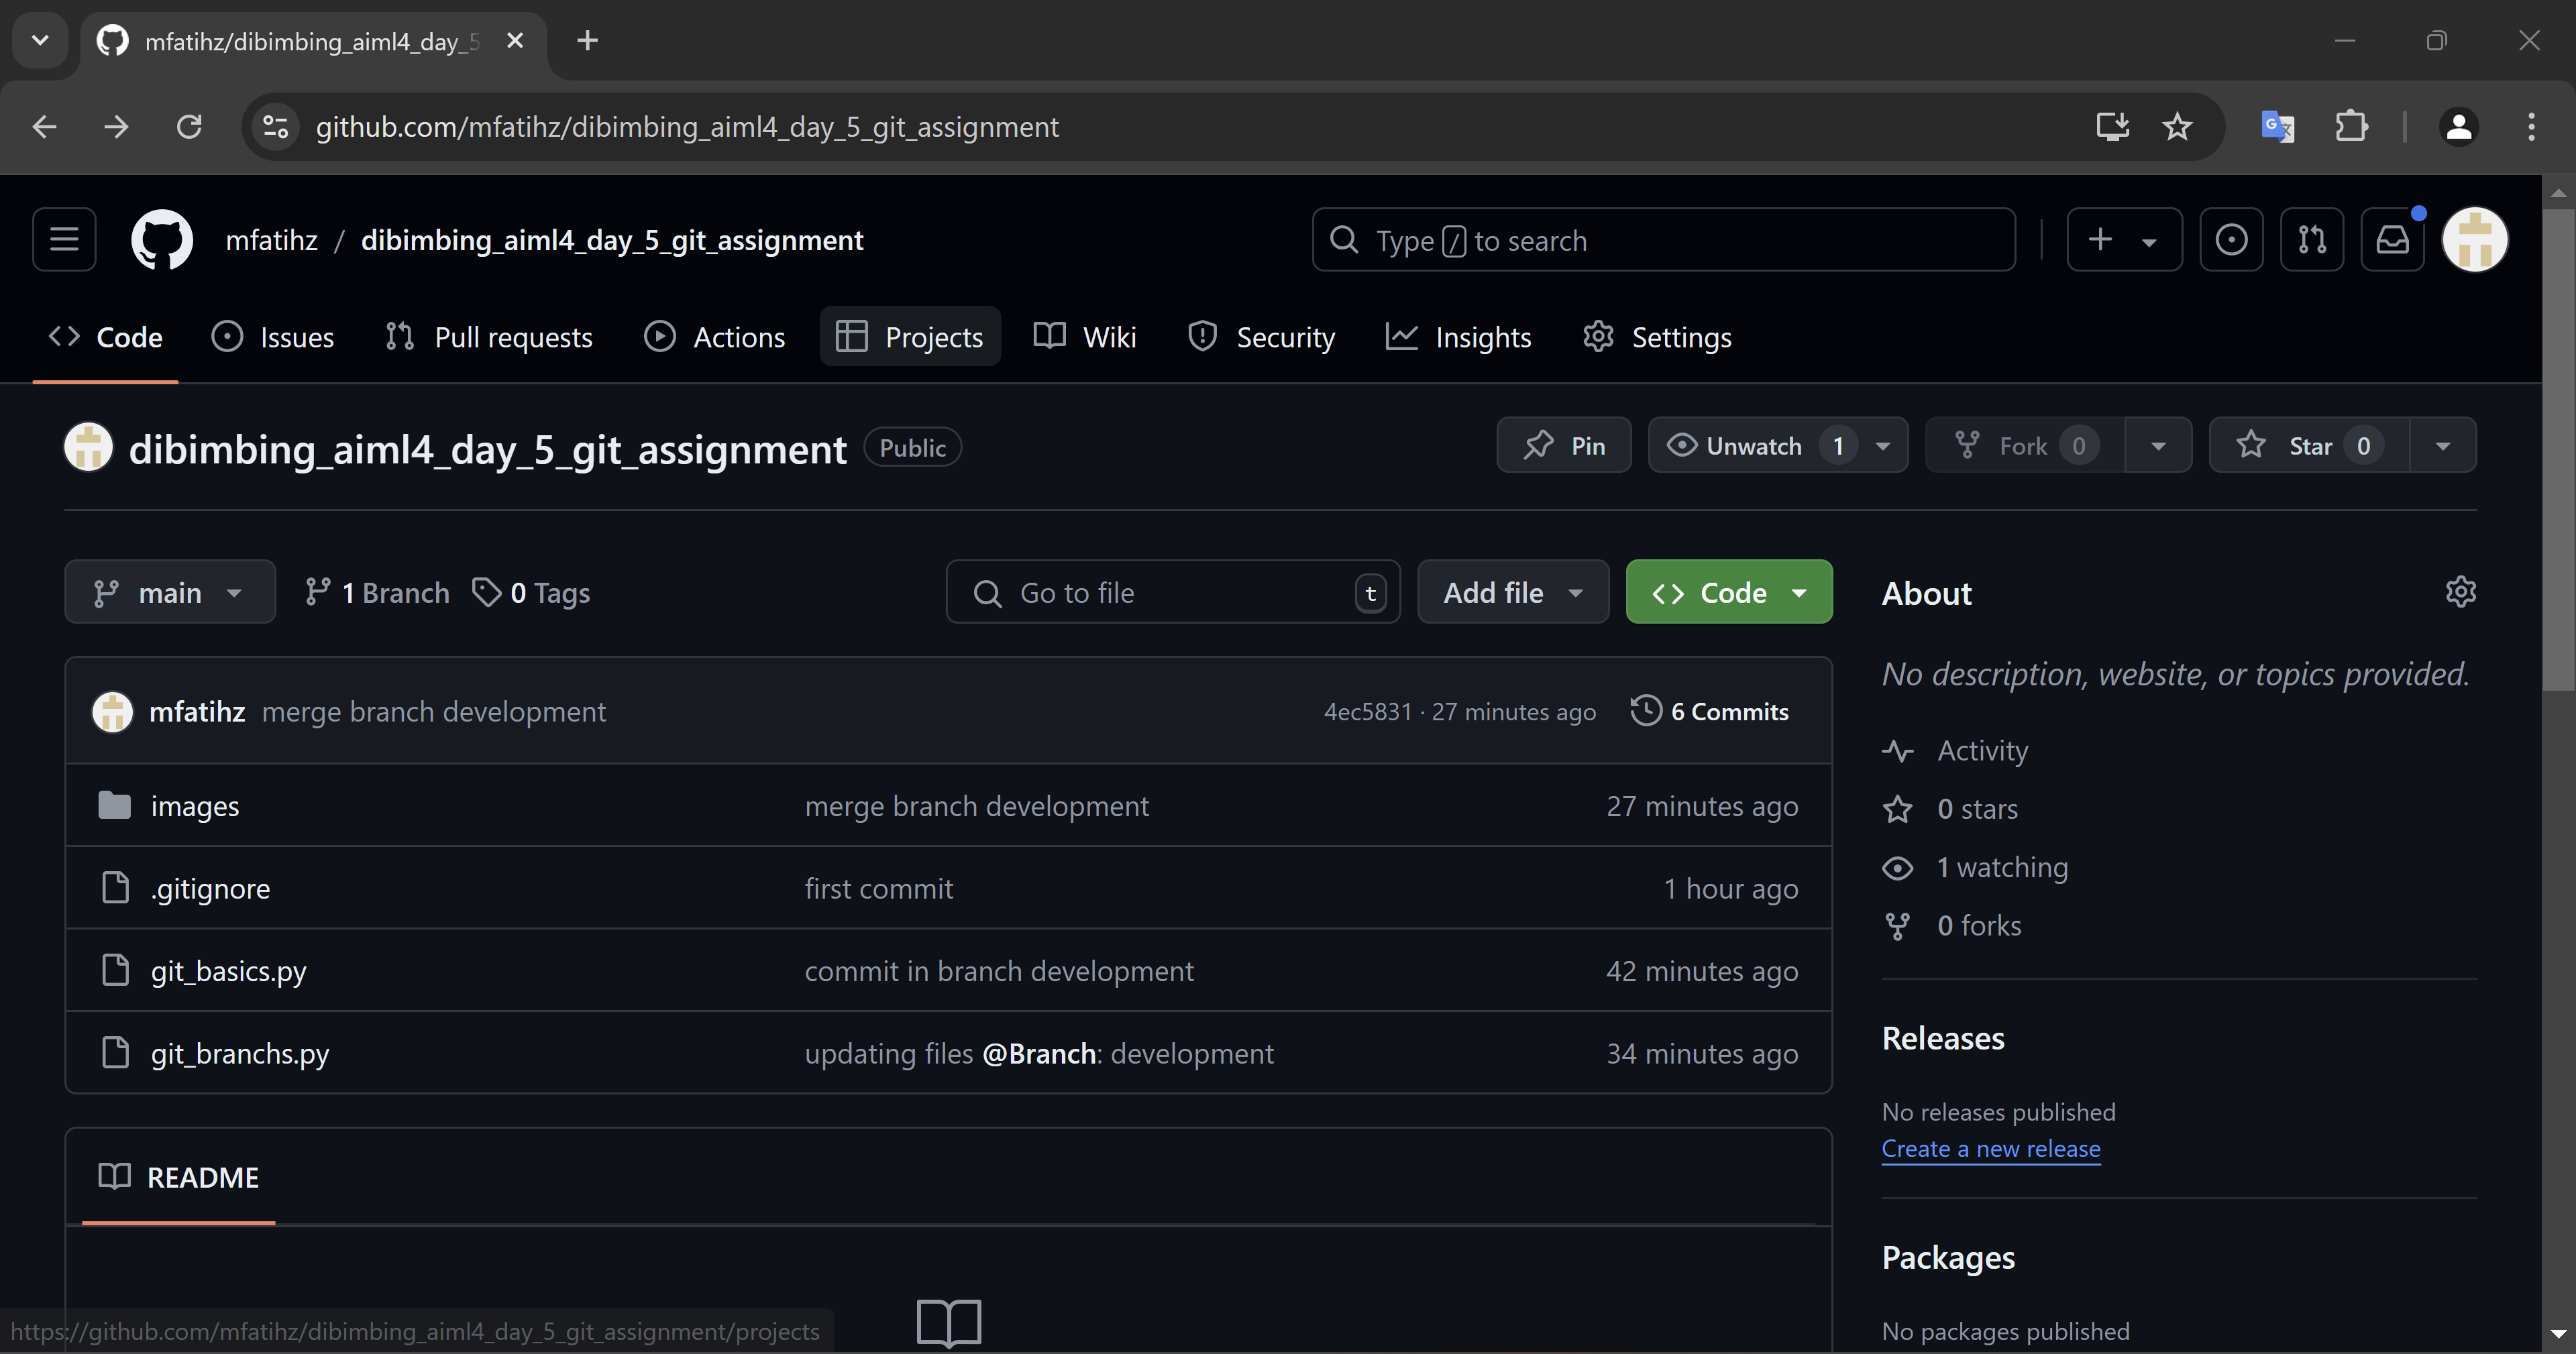 mfatihz/dibimbing_aiml4_day_5
github.com/mfatihz/dibimbing_aiml4_day_5_git_assignment
mfatihz / dibimbing_aiml4_day_5_git_assignment
Type / to search
Code Issues Pull requests Actions Projects Wiki Security Insights Settings
dibimbing_aiml4_day_5_git_assignment Public
Pin Unwatch 1 Fork 0 Star 0
main 1 Branch 0 Tags Go to file t Add file Code
mfatihz merge branch development 4ec5831 · 27 minutes ago 6 Commits
images merge branch development 27 minutes ago
.gitignore first commit 1 hour ago
git_basics.py commit in branch development 42 minutes ago
git_branchs.py updating files @Branch: development 34 minutes ago
README
About
No description, website, or topics provided.
Activity
0 stars
1 watching
0 forks
Releases
No releases published
Create a new release
Packages
No packages published
https://github.com/mfatihz/dibimbing_aiml4_day_5_git_assignment/projects